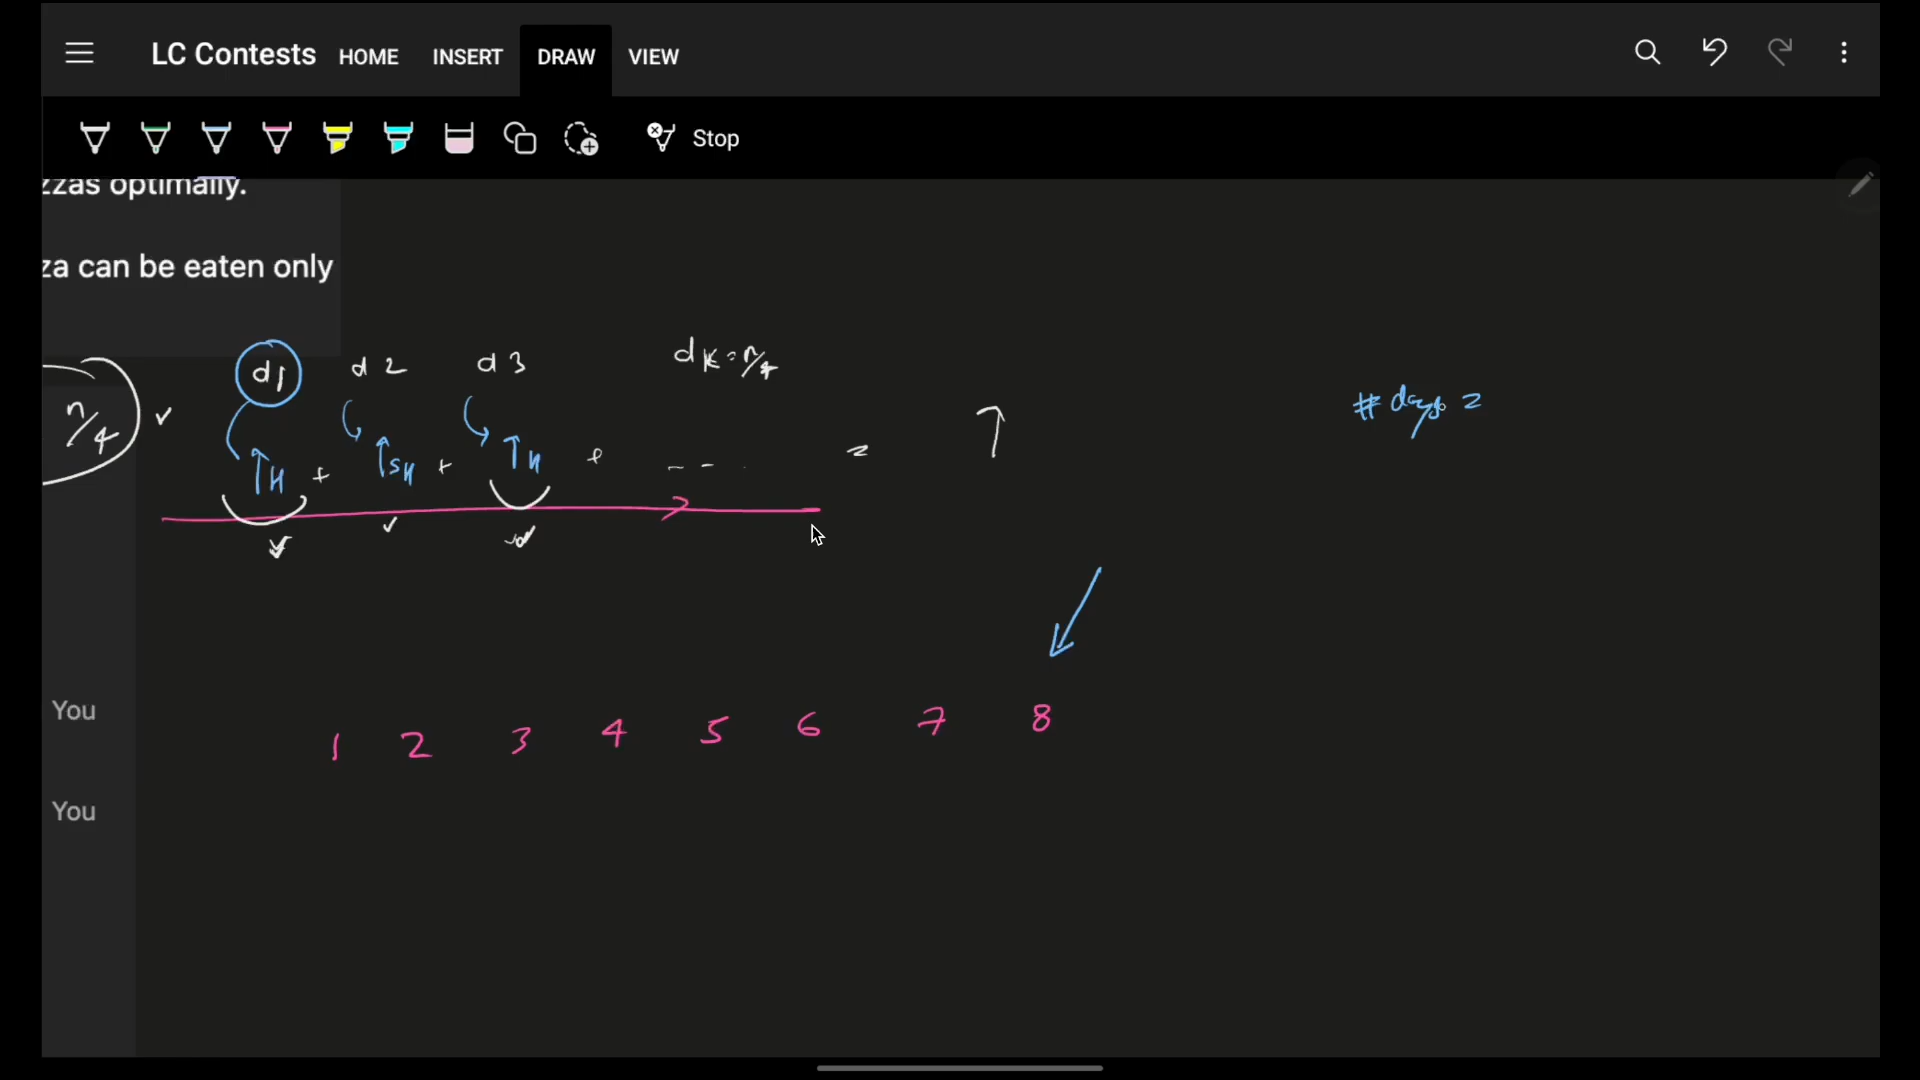 LC Contests HOME INSERT DRAW VIEW
Stop
zzas optimally.
za can be eaten only
d1 d2 d3 dK = n/4
n/4 ✓
# days =
↑H + ↑SH + ↑H + - - . = ↑
✓ ✓ ✓
You
1 2 3 4 5 6 7 8
You